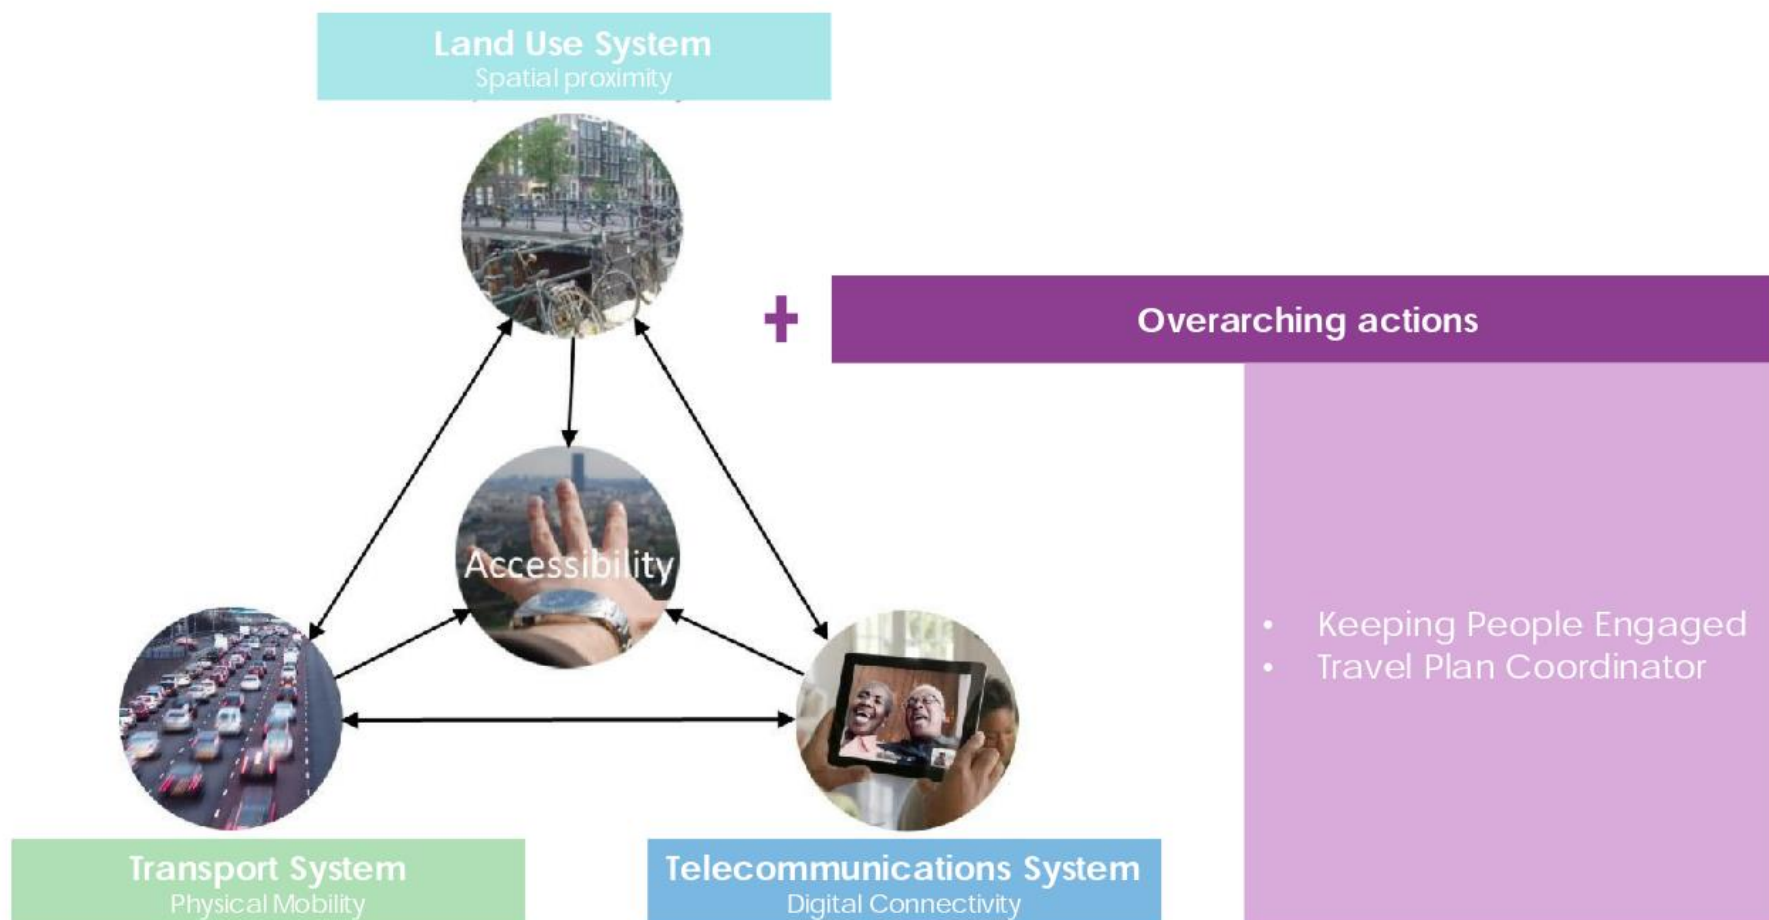 Land Use System
Spatial proximity
+
Overarching actions
Accessibility
• Keeping People Engaged
• Travel Plan Coordinator
Transport System
Physical Mobility
Telecommunications System
Digital Connectivity